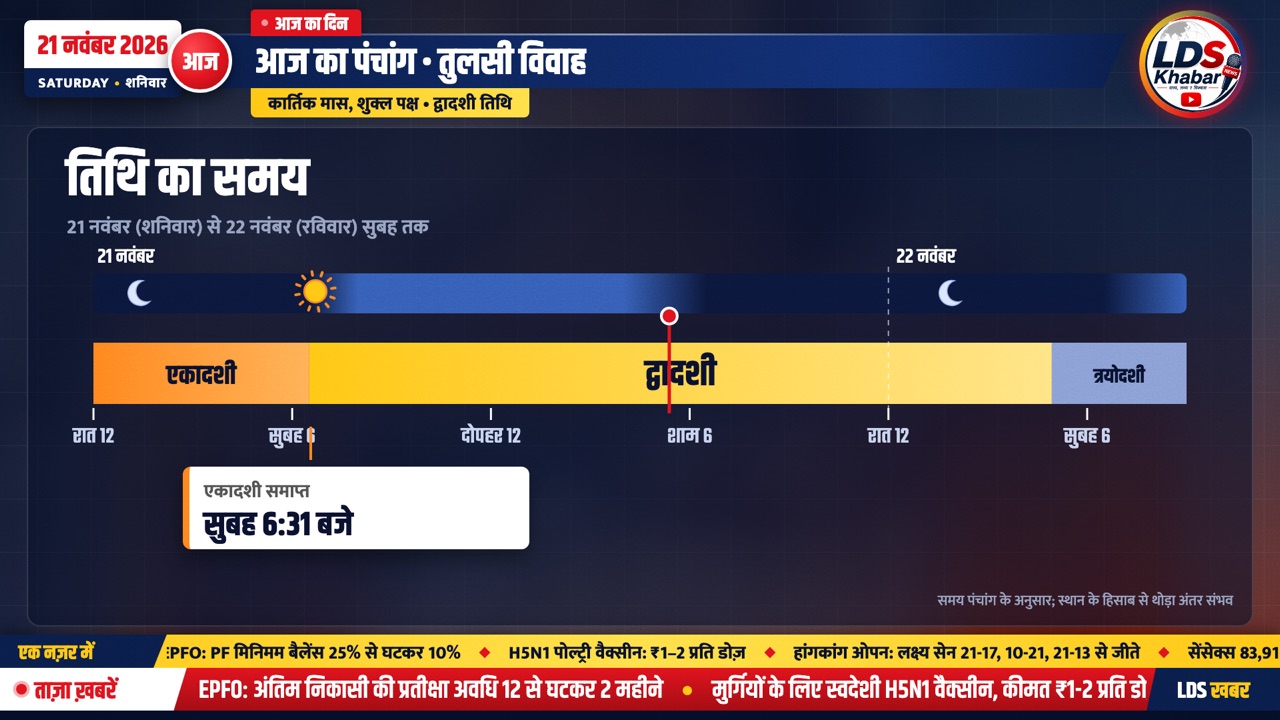 21 नवंबर 2026
SATURDAY • शनिवार
आज
आज का दिन
आज का पंचांग • तुलसी विवाह
कार्तिक मास, शुक्ल पक्ष • द्वादशी तिथि
LDS
Khabar
NEWS
तिथि का समय
21 नवंबर (शनिवार) से 22 नवंबर (रविवार) सुबह तक
21 नवंबर
22 नवंबर
एकादशी
द्वादशी
त्रयोदशी
रात 12
सुबह 6
दोपहर 12
शाम 6
रात 12
सुबह 6
एकादशी समाप्त
सुबह 6:31 बजे
समय पंचांग के अनुसार; स्थान के हिसाब से थोड़ा अंतर संभव
एक नज़र में
EPFO: PF मिनिमम बैलेंस 25% से घटकर 10% ◆ H5N1 पोल्ट्री वैक्सीन: ₹1–2 प्रति डोज़ ◆ हांगकांग ओपन: लक्ष्य सेन 21-17, 10-21, 21-13 से जीते ◆ सेंसेक्स 83,91
ताज़ा ख़बरें
EPFO: अंतिम निकासी की प्रतीक्षा अवधि 12 से घटकर 2 महीने • मुर्गियों के लिए स्वदेशी H5N1 वैक्सीन, कीमत ₹1-2 प्रति डो
LDS खबर